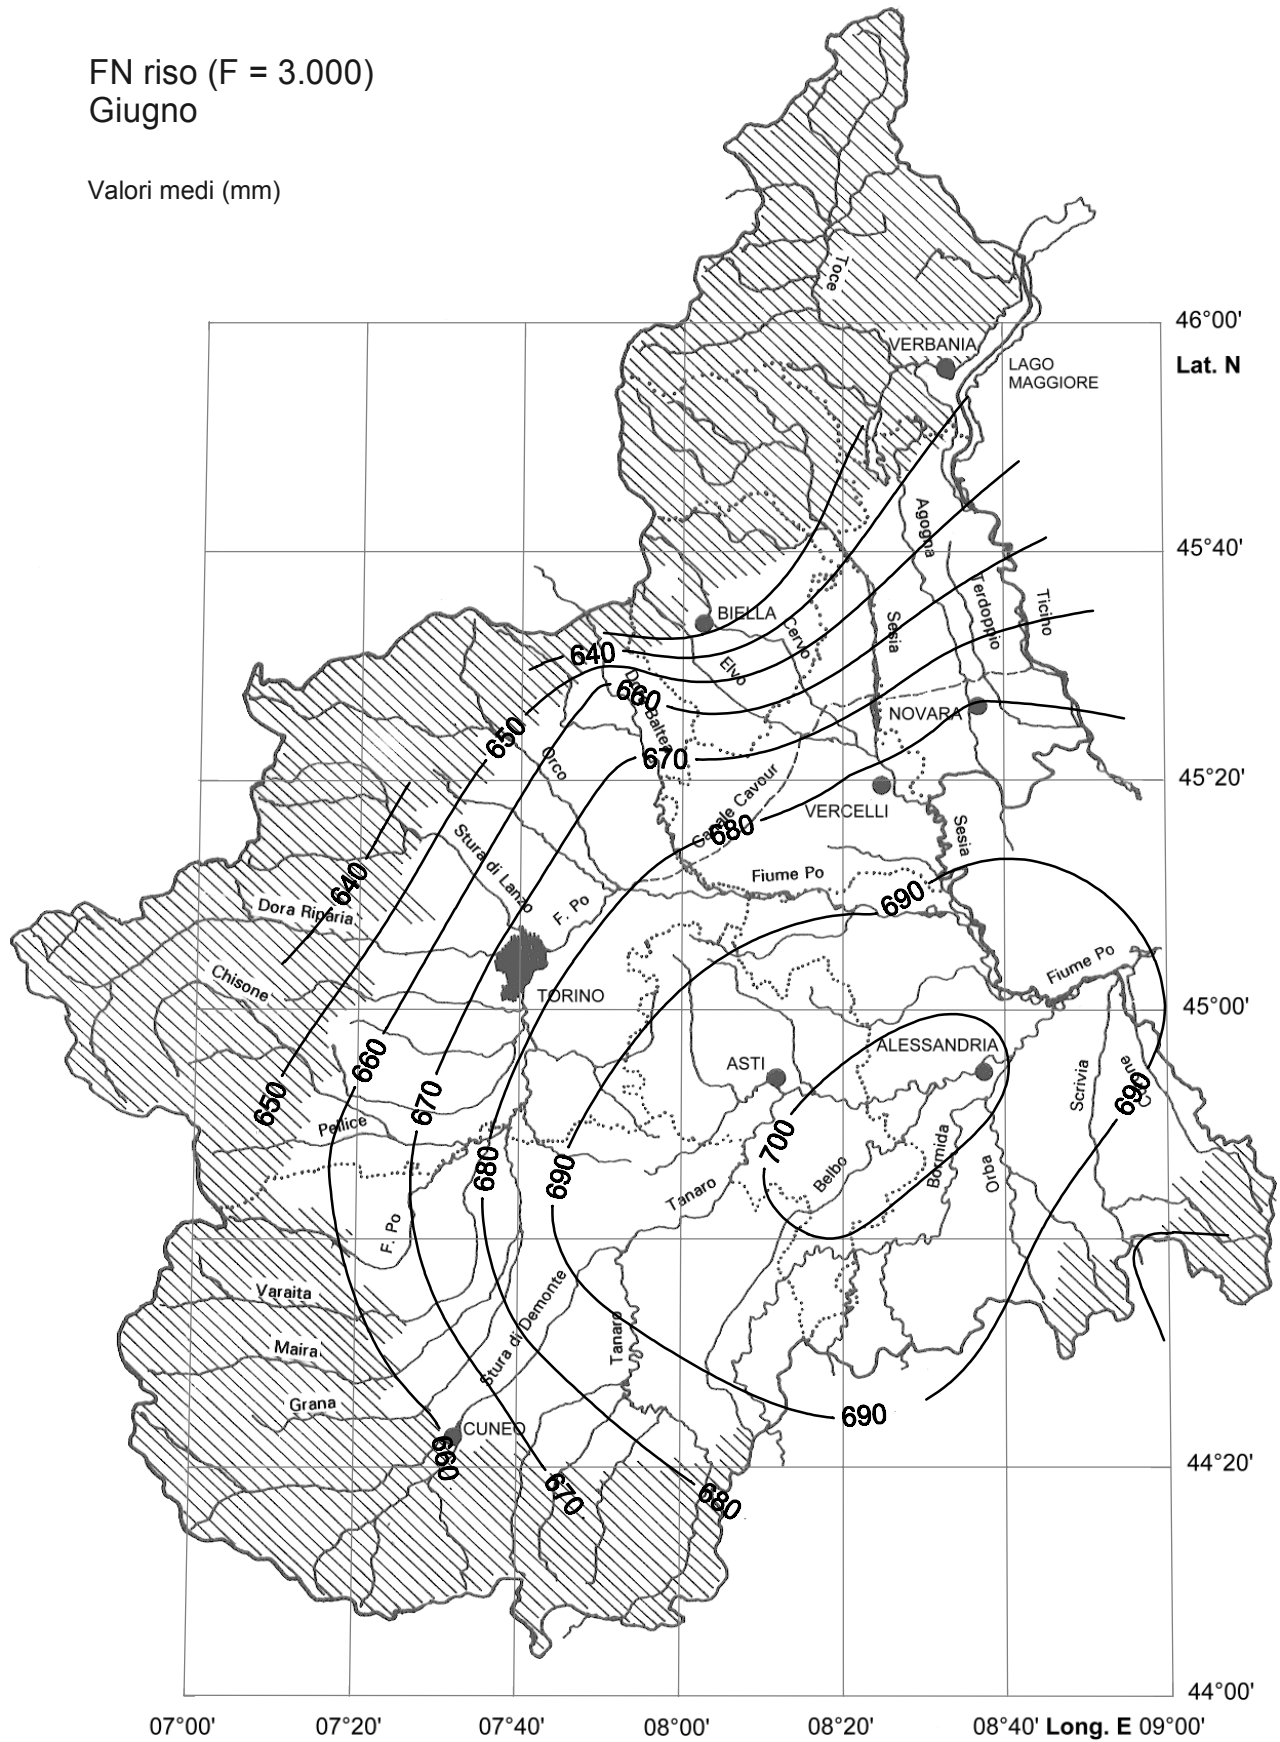 FN riso (F = 3.000)
Giugno
Valori medi (mm)
Toce
46°00'
VERBANIA
Lat. N
LAGO
MAGGIORE
Agogna
45°40'
Terdoppio
Ticino
BIELLA
Cervo
Sesia
640
Elvo
660
Dora Baltea
NOVARA
650
Orco
670
45°20'
Canale Cavour
680
VERCELLI
Sesia
Stura di Lanzo
640
Fiume Po
690
F. Po
Dora Riparia
Fiume Po
Chisone
TORINO
45°00'
ALESSANDRIA
660
ASTI
Scrivia
690
650
670
Pellice
700
680
690
Belbo
Bormida
Orba
Tanaro
F. Po
Varaita
Stura di Demonte
Tanaro
Maira
Grana
690
CUNEO
660
44°20'
670
680
44°00'
07°00'
07°20'
07°40'
08°00'
08°20'
08°40'
Long. E
09°00'